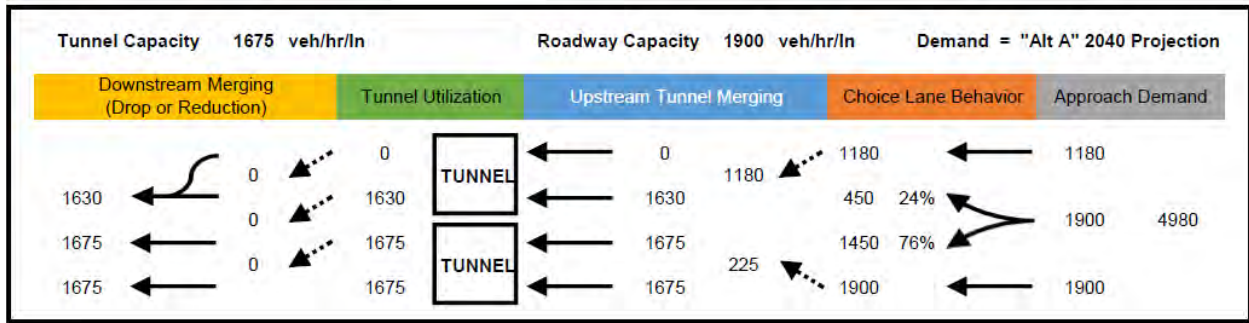 Tunnel Capacity 1675 veh/hr/ln Roadway Capacity 1900 veh/hr/ln Demand = "Alt A" 2040 Projection
Downstream Merging
(Drop or Reduction)
Tunnel Utilization
Upstream Tunnel Merging
Choice Lane Behavior
Approach Demand
0 0 1180 1180
0 TUNNEL 1180
1630 1630 1630 450 24%
0 1900 4980
1675 1675 1675 1450 76%
0 TUNNEL 225
1675 1675 1675 1900 1900